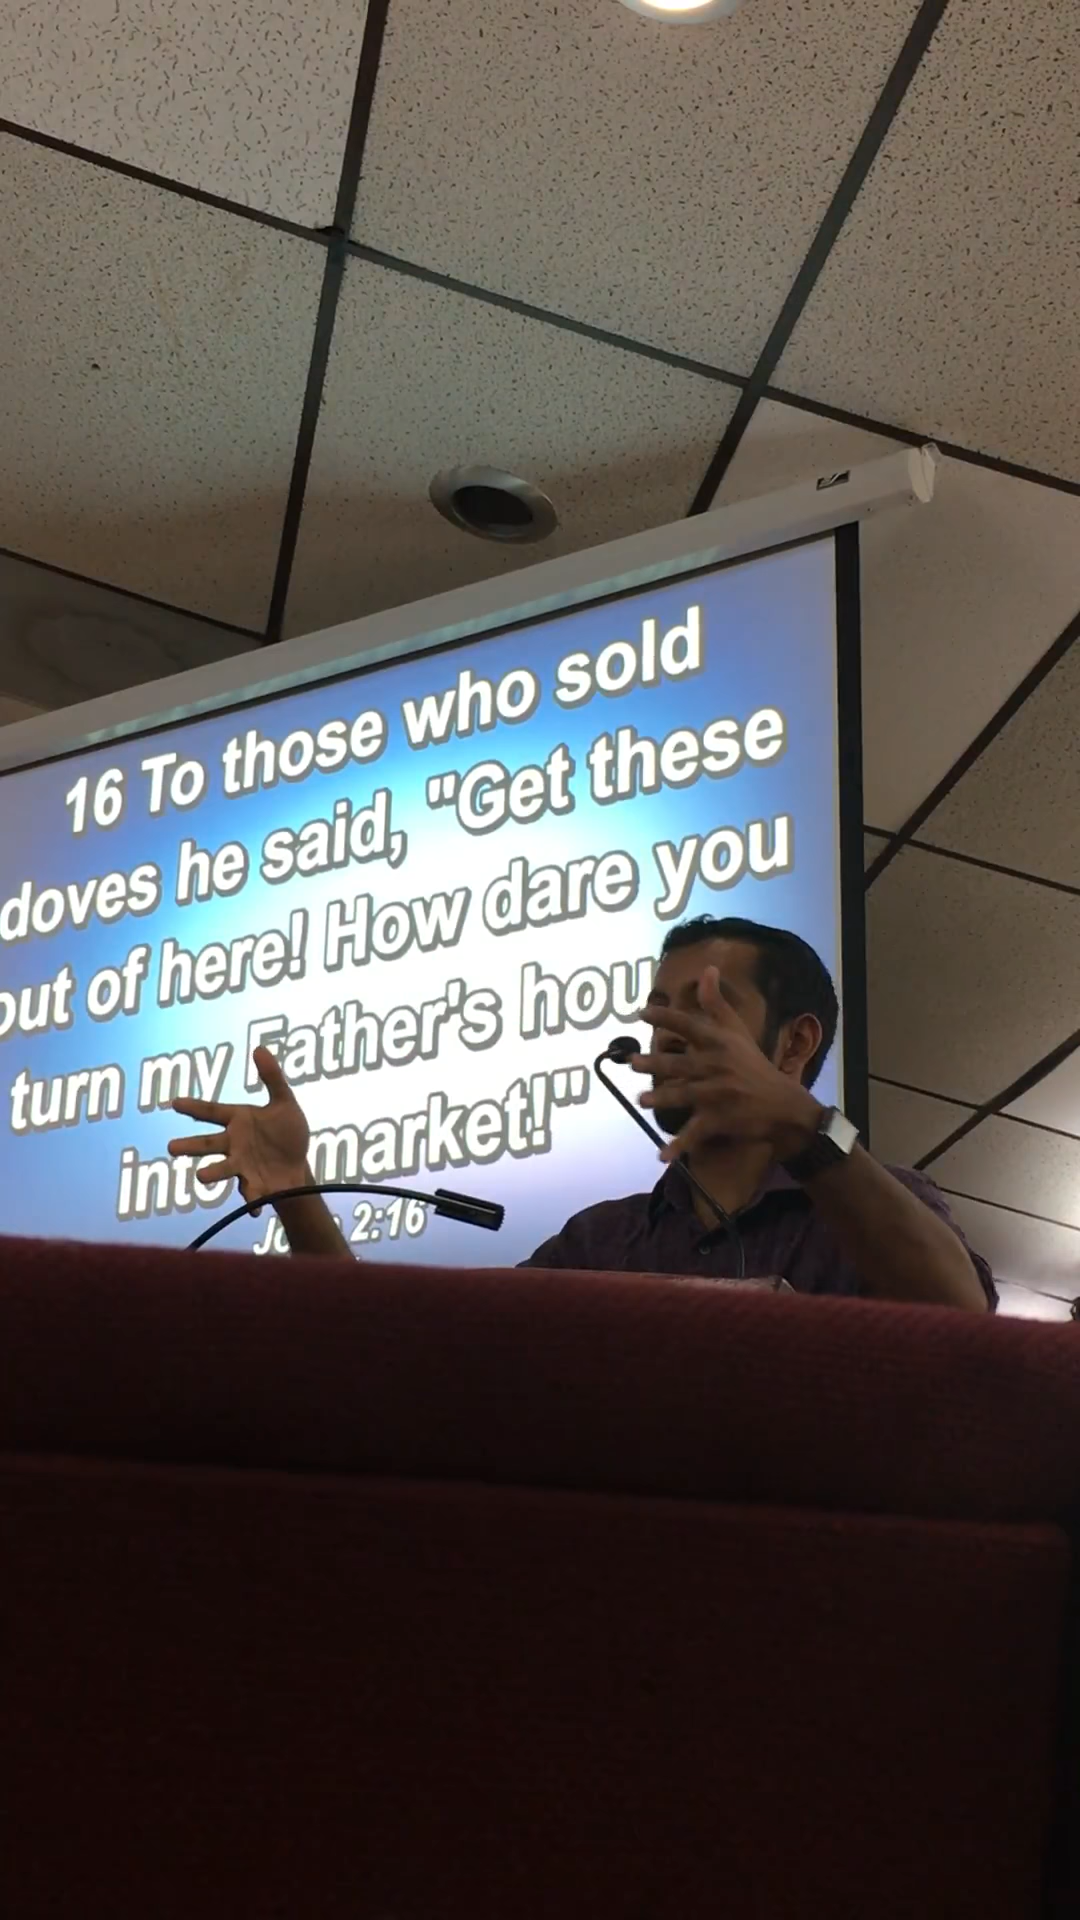 16 To those who sold
doves he said, "Get these
out of here! How dare you
turn my Father's hou
into market!"
2:16